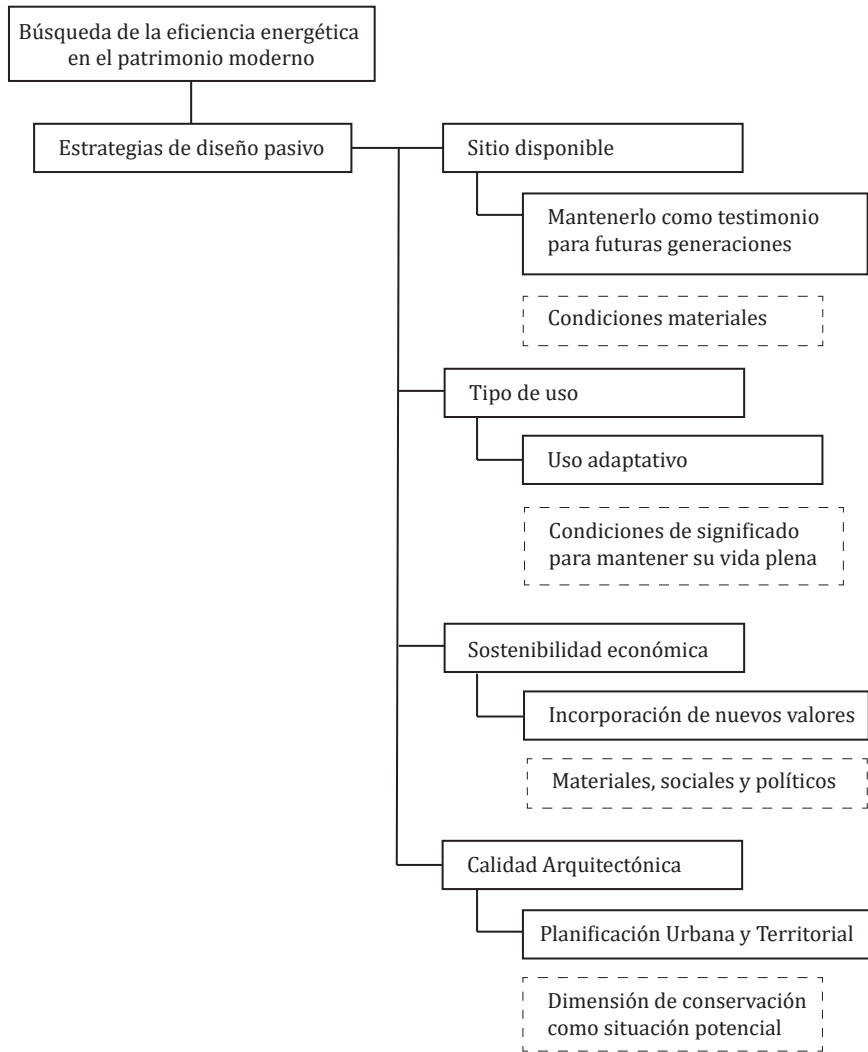 Búsqueda de la eficiencia energética
en el patrimonio moderno
Estrategias de diseño pasivo
Sitio disponible
Mantenerlo como testimonio
para futuras generaciones
Condiciones materiales
Tipo de uso
Uso adaptativo
Condiciones de significado
para mantener su vida plena
Sostenibilidad económica
Incorporación de nuevos valores
Materiales, sociales y políticos
Calidad Arquitectónica
Planificación Urbana y Territorial
Dimensión de conservación
como situación potencial